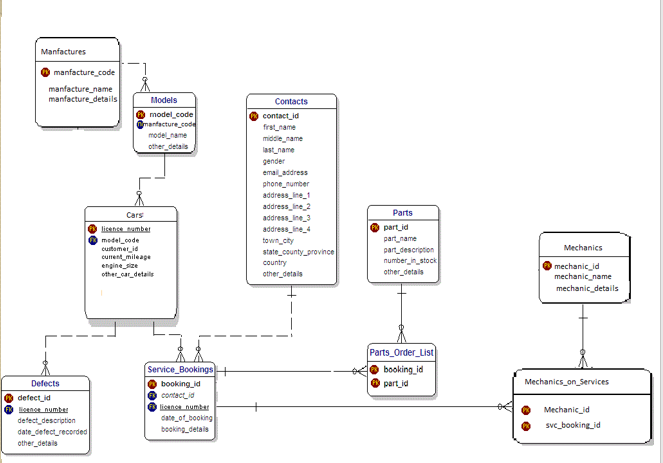 Manfactures
PK manfacture_code
manfacture_name
manfacture_details
Models
PK model_code
FK manfacture_code
model_name
other_details
Contacts
PK contact_id
first_name
middle_name
last_name
gender
email_address
phone_number
address_line_1
address_line_2
address_line_3
address_line_4
town_city
state_county_province
country
other_details
Cars
PK licence_number
FK model_code
customer_id
current_mileage
engine_size
other_car_details
Parts
PK part_id
part_name
part_description
number_in_stock
other_details
Mechanics
PK mechanic_id
mechanic_name
mechanic_details
Defects
PK defect_id
FK licence_number
defect_description
date_defect_recorded
other_details
Service_Bookings
PK booking_id
FK contact_id
FK licence_number
date_of_booking
booking_details
Parts_Order_List
PK booking_id
PK part_id
Mechanics_on_Services
PK Mechanic_id
PK svc_booking_id